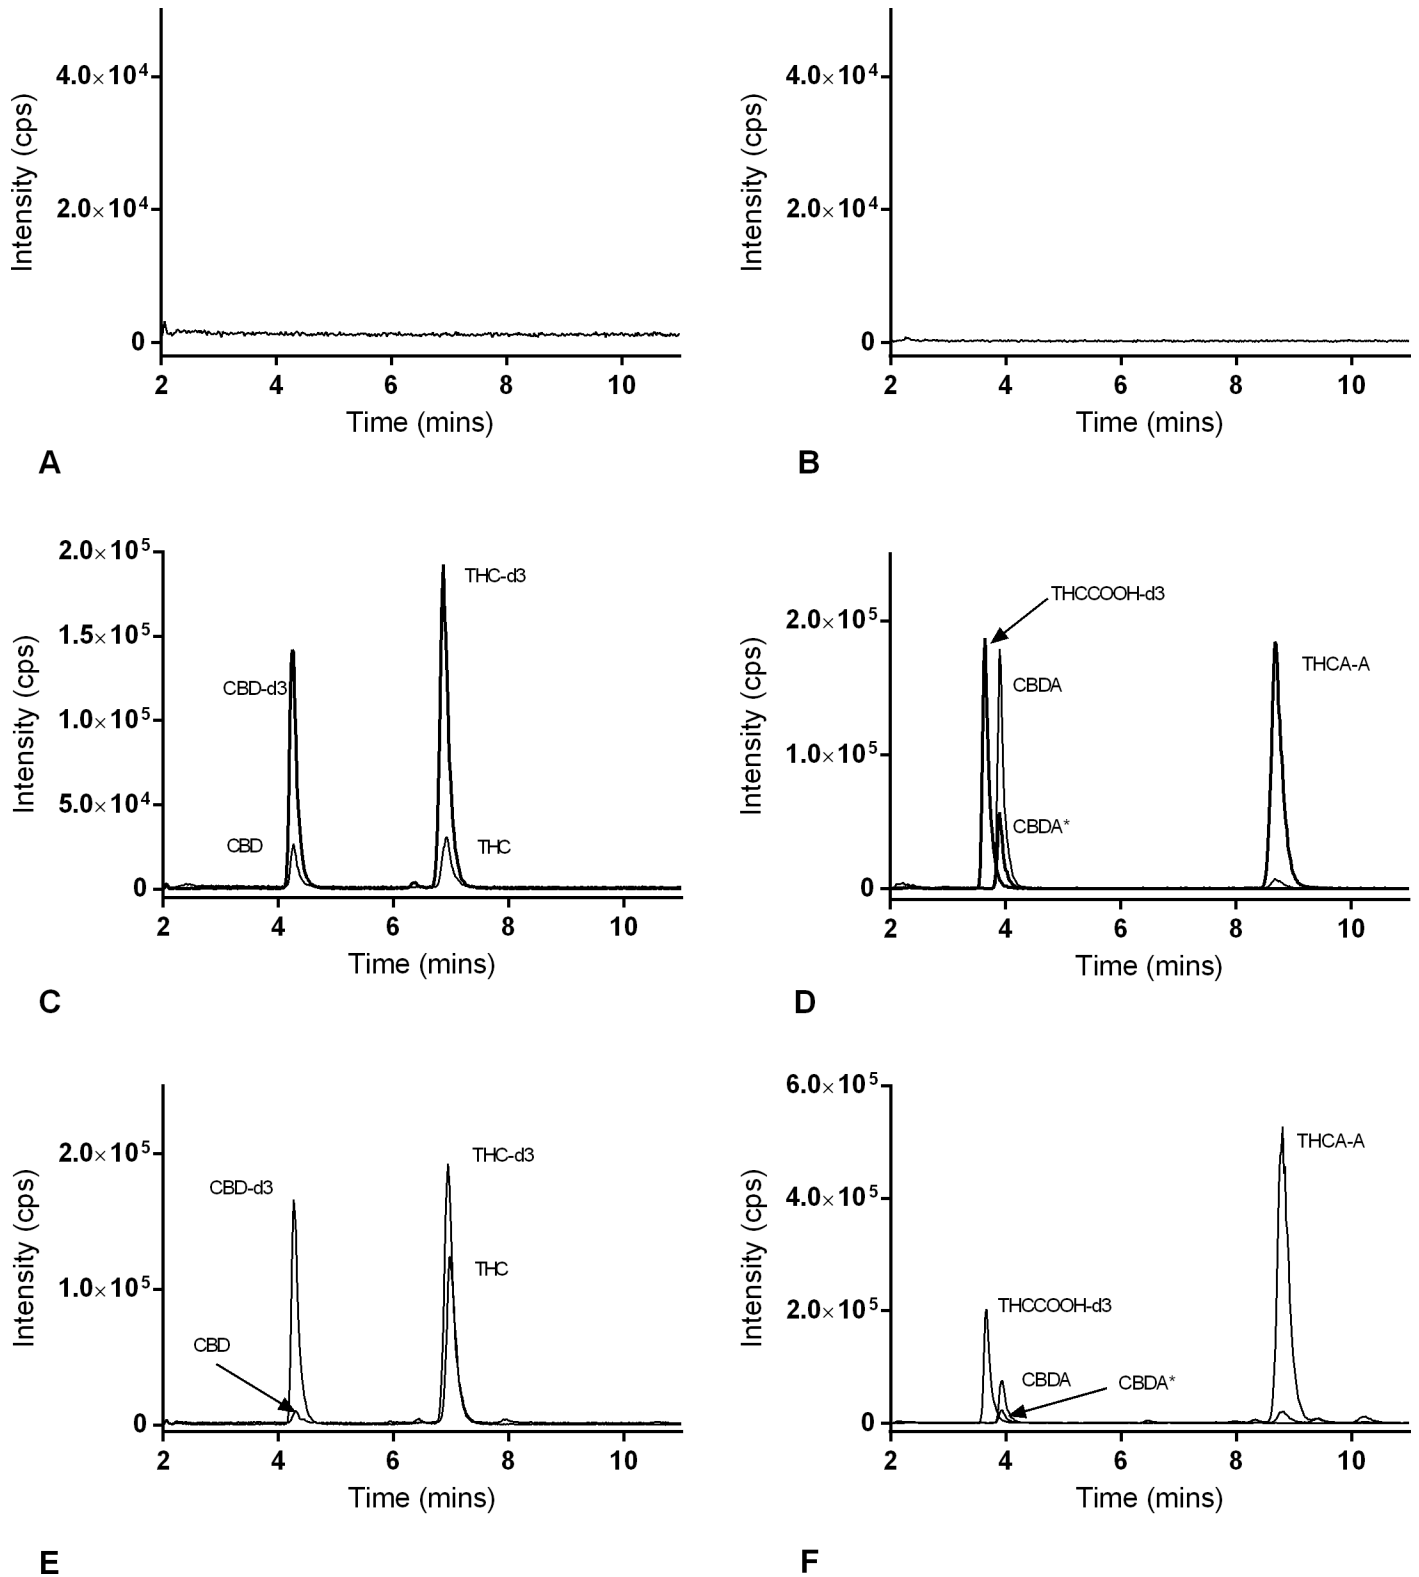 Intensity (cps)
4.0×10⁴
2.0×10⁴
0
2 4 6 8 10
Time (mins)
A
Intensity (cps)
4.0×10⁴
2.0×10⁴
0
2 4 6 8 10
Time (mins)
B
Intensity (cps)
2.0×10⁵
1.5×10⁵
1.0×10⁵
5.0×10⁴
0
THC-d3
CBD-d3
CBD
THC
2 4 6 8 10
Time (mins)
C
Intensity (cps)
2.0×10⁵
1.0×10⁵
0
THCCOOH-d3
THCA-A
CBDA
CBDA*
2 4 6 8 10
Time (mins)
D
Intensity (cps)
2.0×10⁵
1.0×10⁵
0
THC-d3
CBD-d3
THC
CBD
2 4 6 8 10
Time (mins)
E
Intensity (cps)
6.0×10⁵
4.0×10⁵
2.0×10⁵
0
THCA-A
THCCOOH-d3
CBDA
CBDA*
2 4 6 8 10
Time (mins)
F